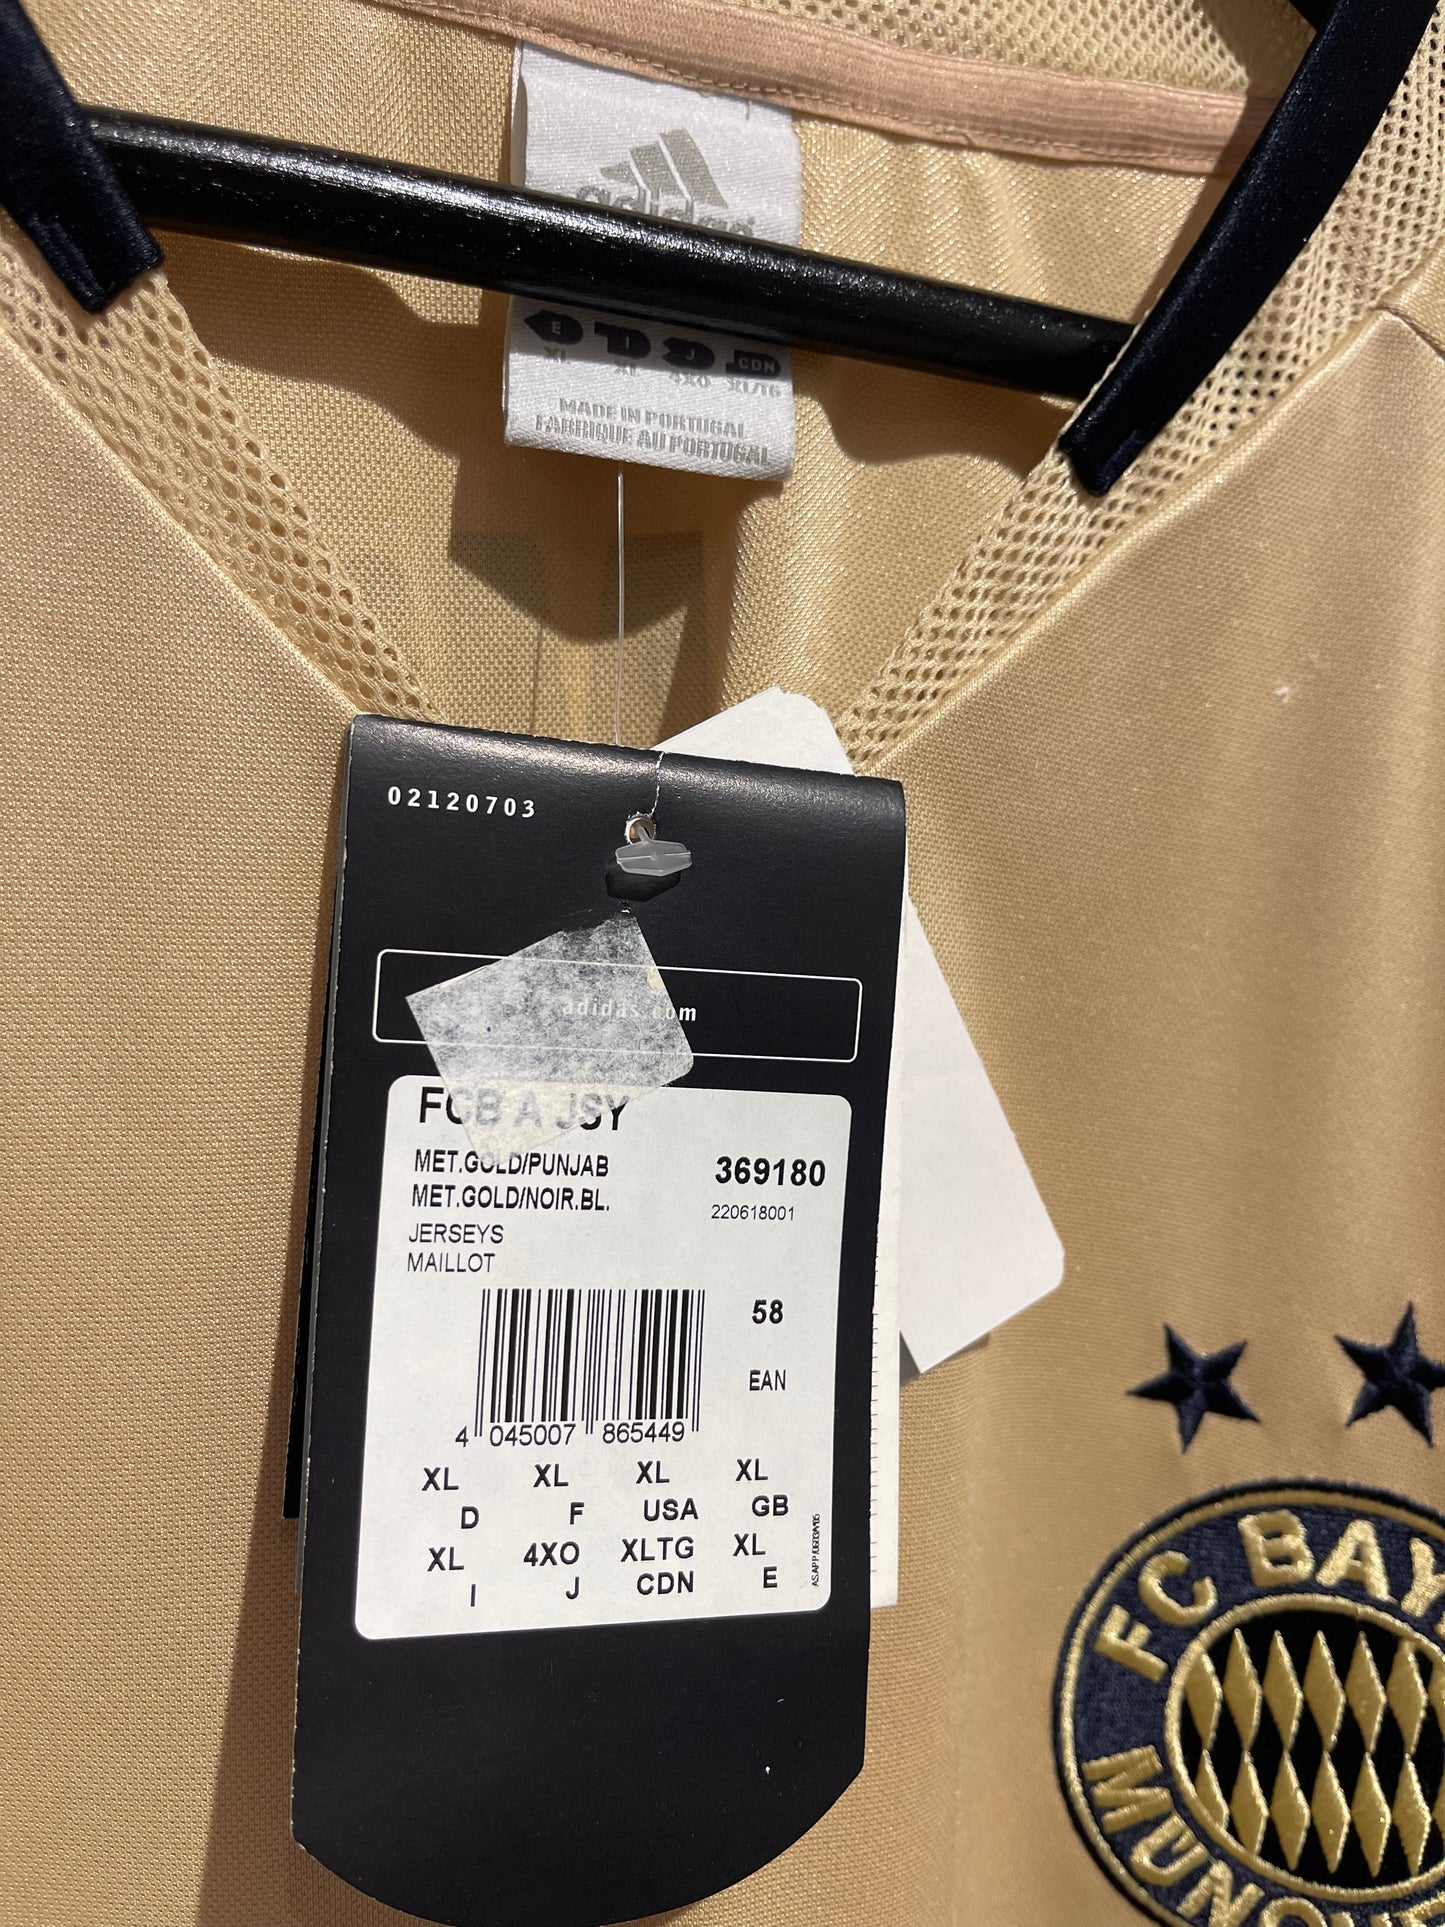 adidas
E I J CDN
XL XL 4XO XL/TG
MADE IN PORTUGAL
FABRIQUE AU PORTUGAL
02120703
adidas.com
FCB A JSY
MET.GOLD/PUNJAB 369180
MET.GOLD/NOIR.BL. 220618001
JERSEYS
MAILLOT
58
EAN
4 045007 865449
XL XL XL XL
D F USA GB
XL 4XO XLTG XL
I J CDN E
FC BAY
MÜNC